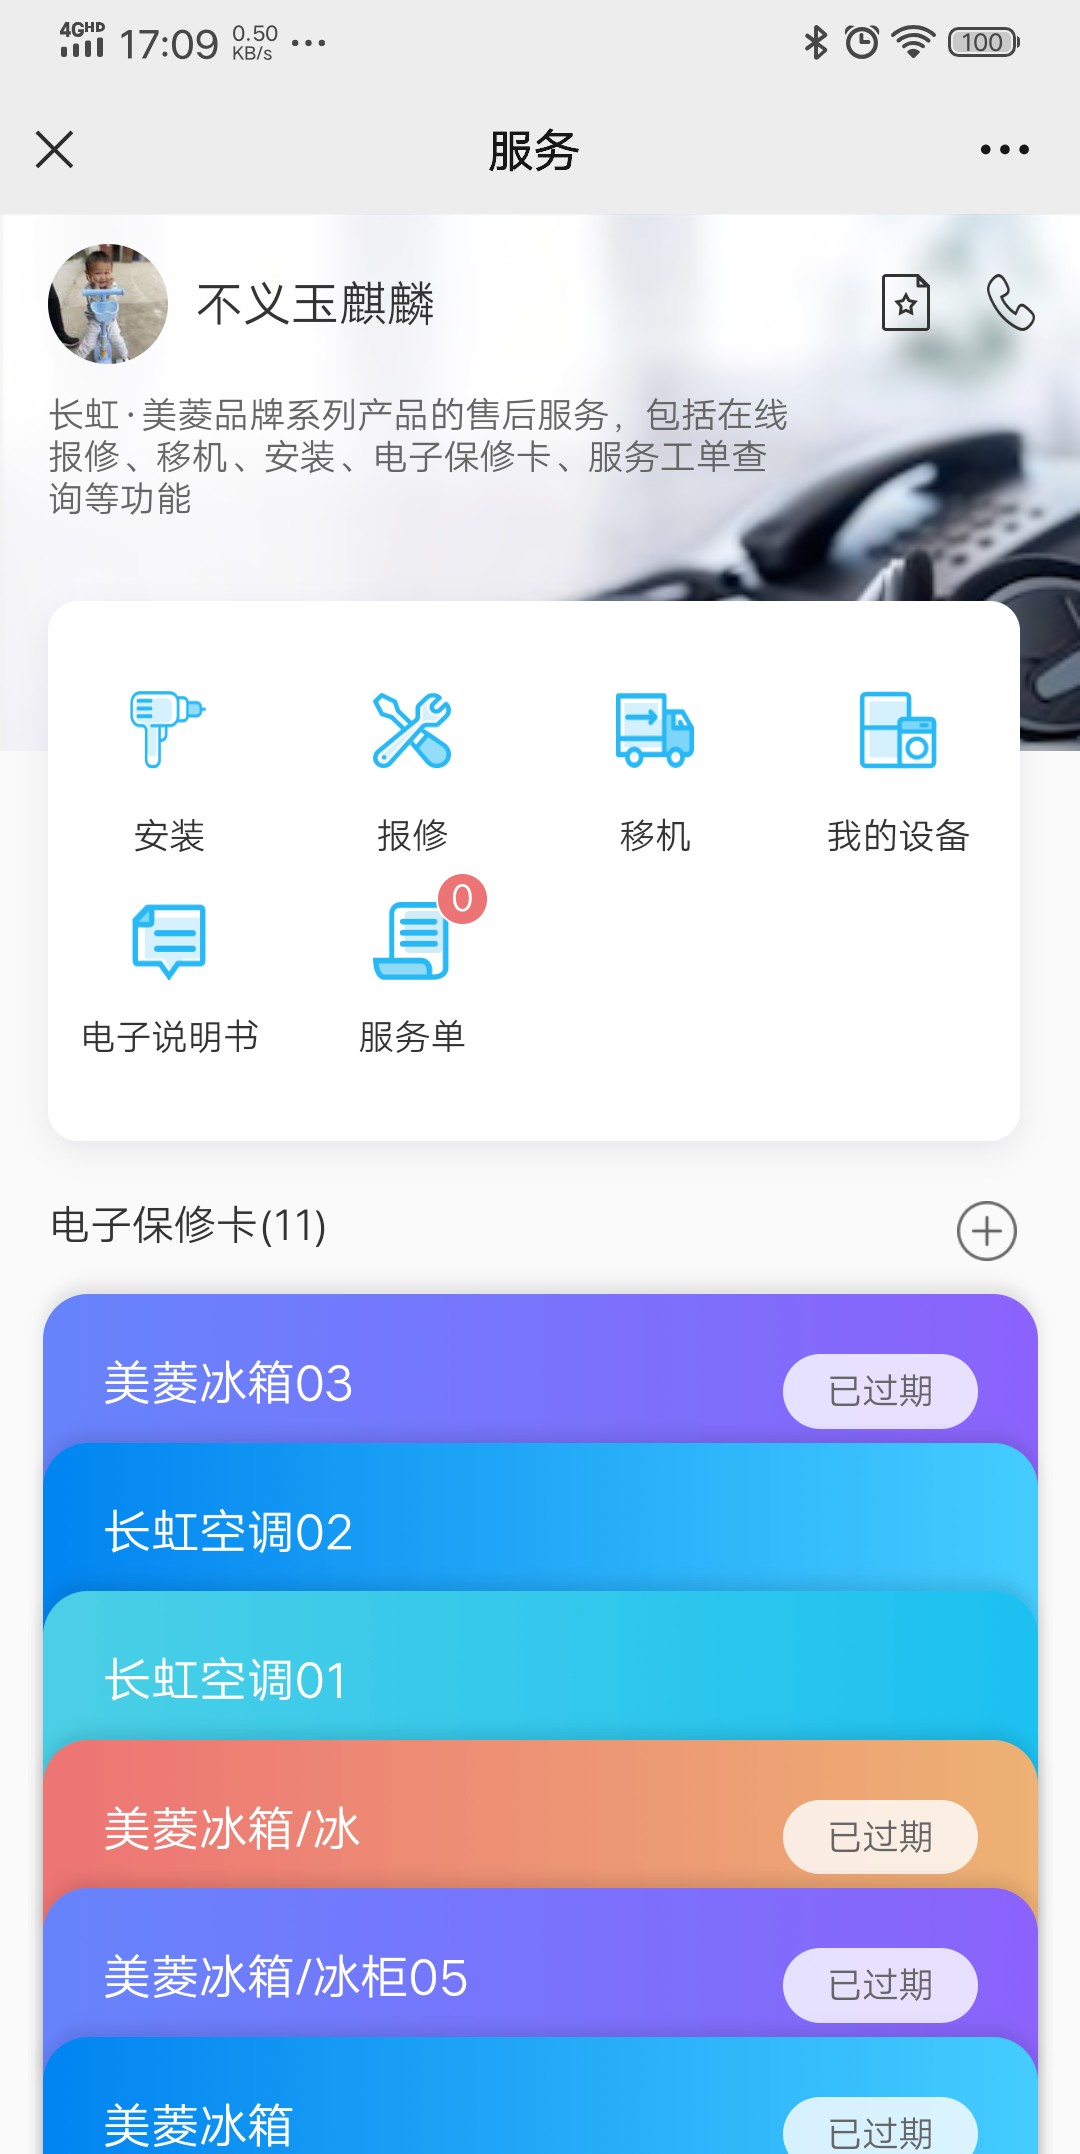 4GHD 17:09 0.50 KB/s 100
服务
不义玉麒麟
长虹·美菱品牌系列产品的售后服务，包括在线
报修、移机、安装、电子保修卡、服务工单查
询等功能
安装 报修 移机 我的设备
0
电子说明书 服务单
电子保修卡(11)
美菱冰箱03 已过期
长虹空调02
长虹空调01
美菱冰箱/冰 已过期
美菱冰箱/冰柜05 已过期
美菱冰箱 已过期